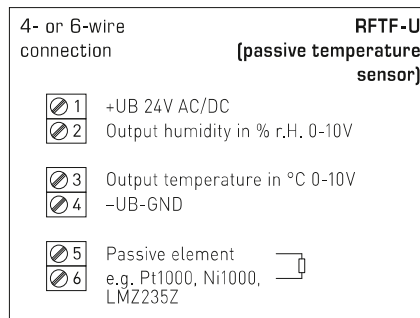 4- or 6-wire RFTF-U
connection (passive temperature
sensor)
1 +UB 24V AC/DC
2 Output humidity in % r.H. 0-10V
3 Output temperature in °C 0-10V
4 –UB-GND
5 Passive element
6 e.g. Pt1000, Ni1000,
LMZ235Z